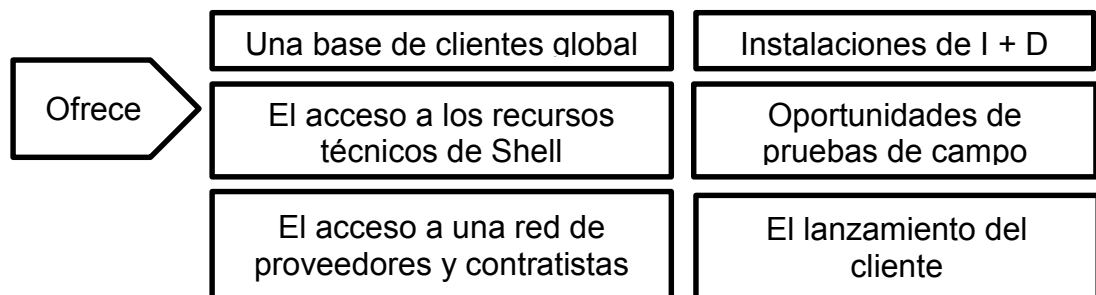 Ofrece
Una base de clientes global
Instalaciones de I + D
El acceso a los recursos
técnicos de Shell
Oportunidades de
pruebas de campo
El acceso a una red de
proveedores y contratistas
El lanzamiento del
cliente